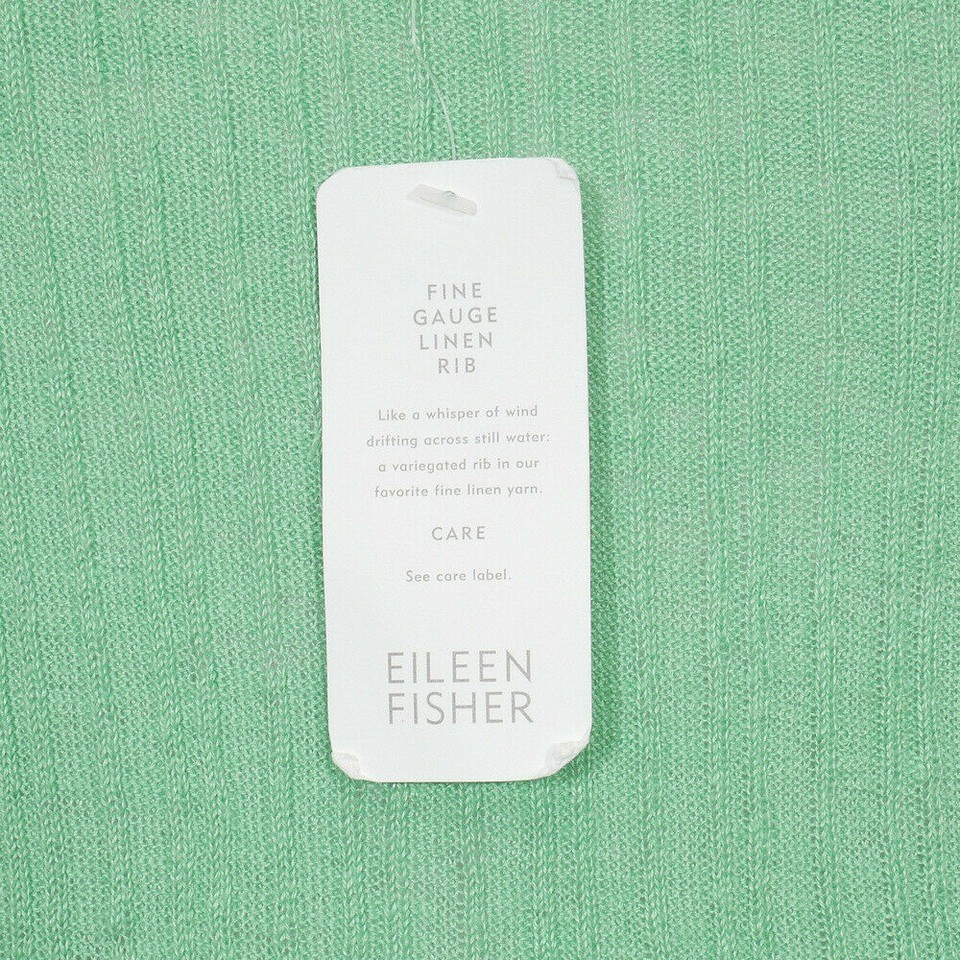 FINE
GAUGE
LINEN
RIB
Like a whisper of wind
drifting across still water:
a variegated rib in our
favorite fine linen yarn.
CARE
See care label.
EILEEN
FISHER